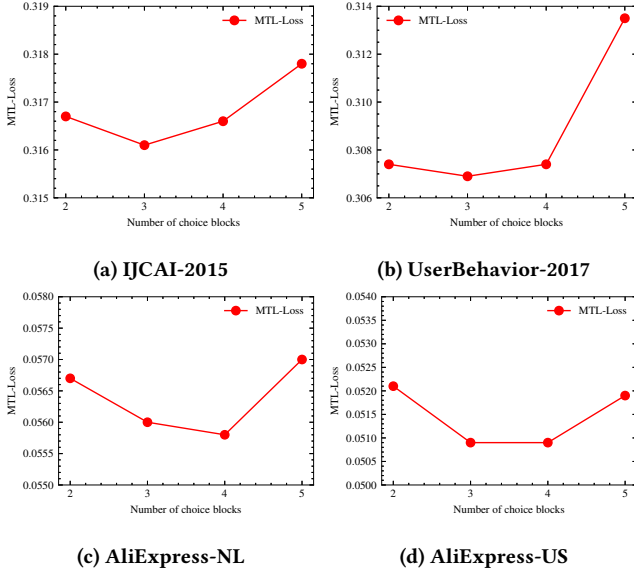 0.319
0.318
0.317
0.316
0.315
MTL-Loss
MTL-Loss
2 3 4 5
Number of choice blocks
(a) IJCAI-2015
0.314
0.312
0.310
0.308
0.306
MTL-Loss
MTL-Loss
2 3 4 5
Number of choice blocks
(b) UserBehavior-2017
0.0580
0.0575
0.0570
0.0565
0.0560
0.0555
0.0550
MTL-Loss
MTL-Loss
2 3 4 5
Number of choice blocks
(c) AliExpress-NL
0.0540
0.0535
0.0530
0.0525
0.0520
0.0515
0.0510
0.0505
0.0500
MTL-Loss
MTL-Loss
2 3 4 5
Number of choice blocks
(d) AliExpress-US